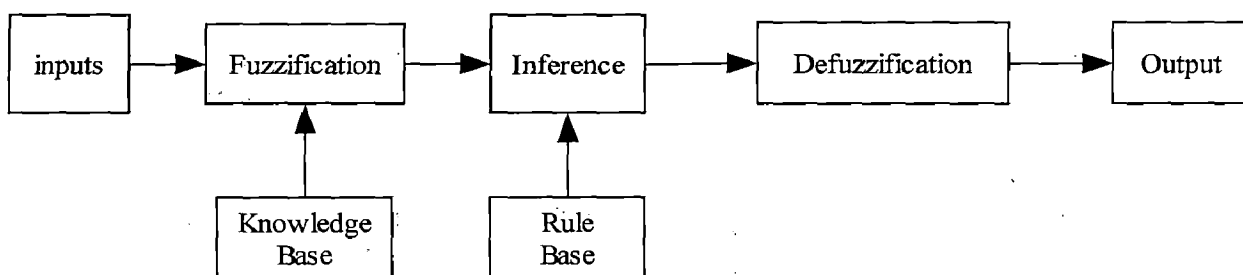 inputs
Fuzzification
Inference
Defuzzification
Output
Knowledge
Base
Rule
Base